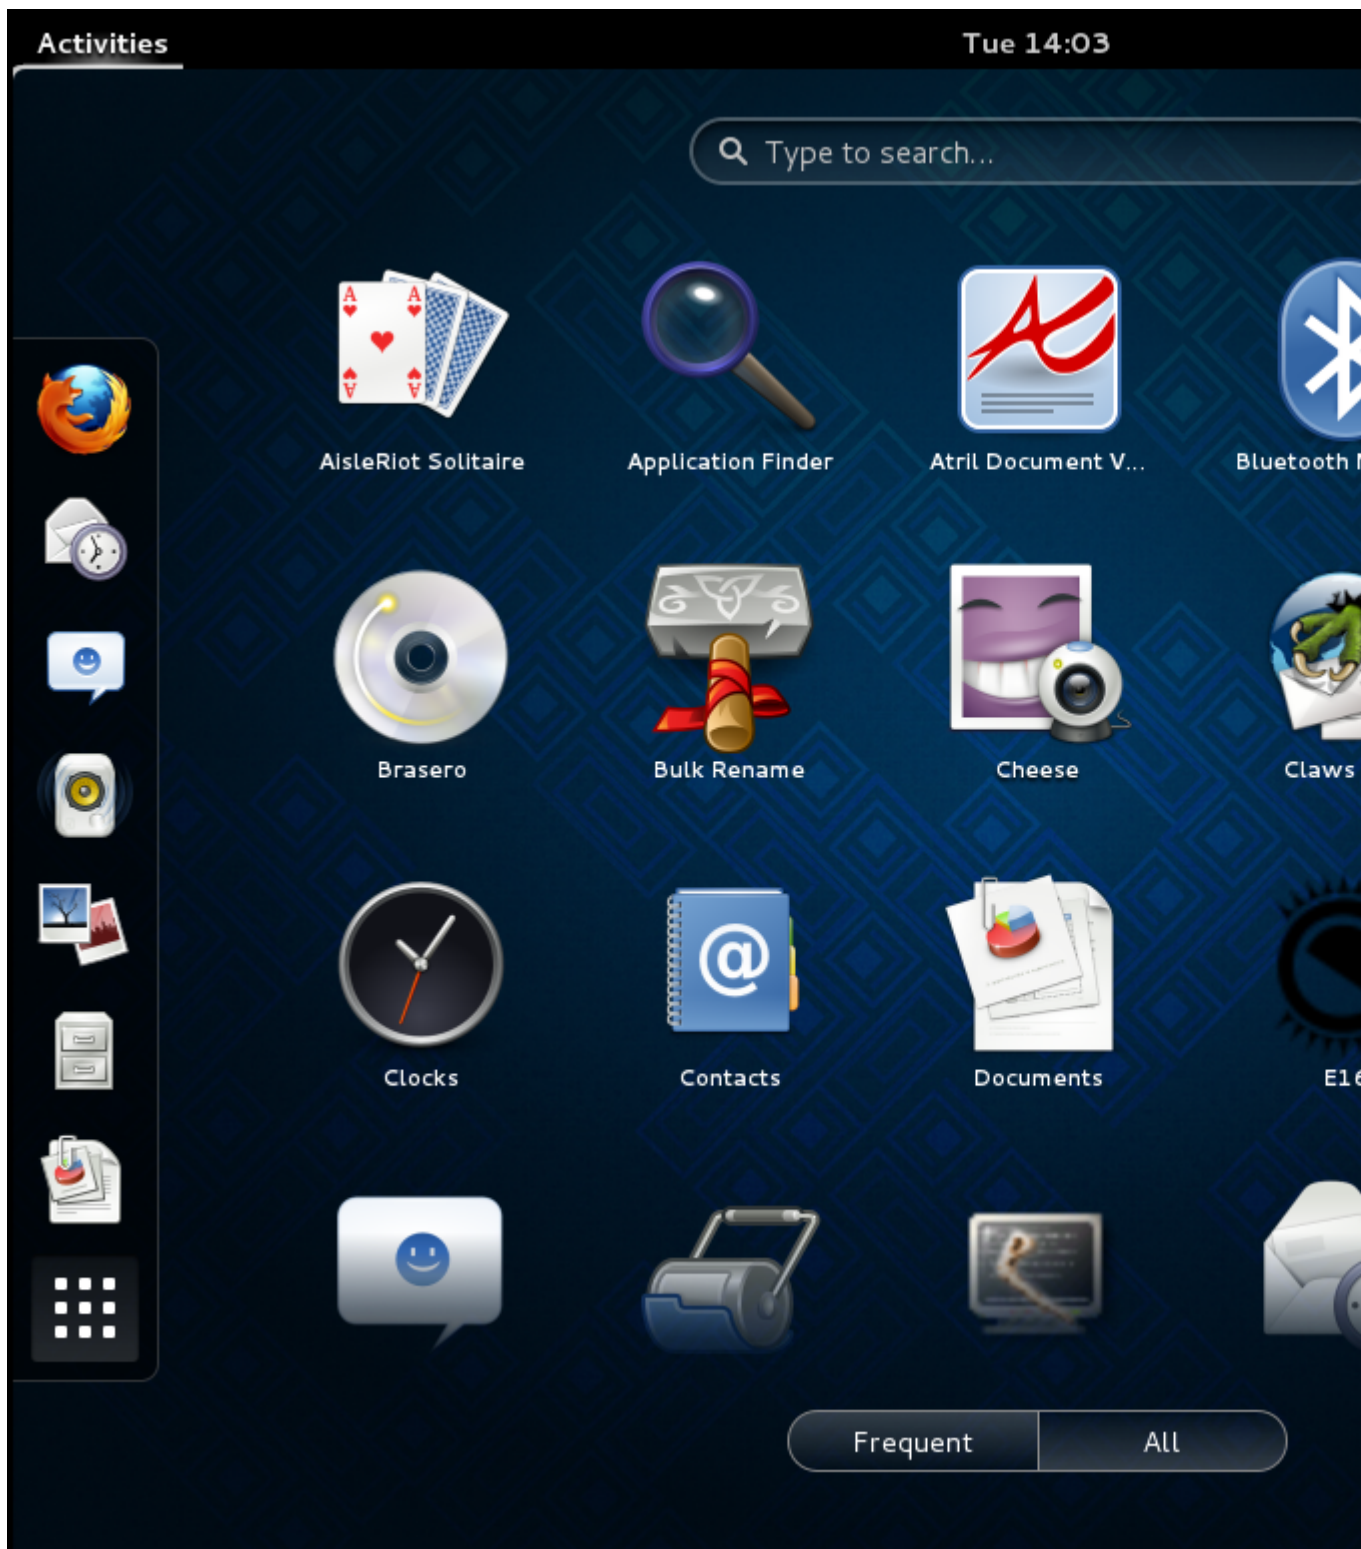 Activities
Tue 14:03
Type to search...
AisleRiot Solitaire
Application Finder
Atril Document V...
Bluetooth
Brasero
Bulk Rename
Cheese
Claws
Clocks
Contacts
Documents
E16
Frequent
All